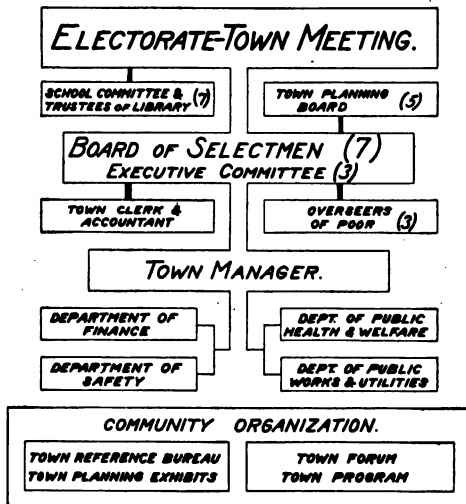 ELECTORATE-TOWN MEETING.
SCHOOL COMMITTEE &
TRUSTEES OF LIBRARY (7)
TOWN PLANNING
BOARD (5)
BOARD OF SELECTMEN (7)
EXECUTIVE COMMITTEE (3)
TOWN CLERK &
ACCOUNTANT
OVERSEERS
OF POOR (3)
TOWN MANAGER.
DEPARTMENT OF
FINANCE
DEPT. OF PUBLIC
HEALTH & WELFARE
DEPARTMENT OF
SAFETY
DEPT. OF PUBLIC
WORKS & UTILITIES
COMMUNITY ORGANIZATION.
TOWN REFERENCE BUREAU
TOWN PLANNING EXHIBITS
TOWN FORUM
TOWN PROGRAM